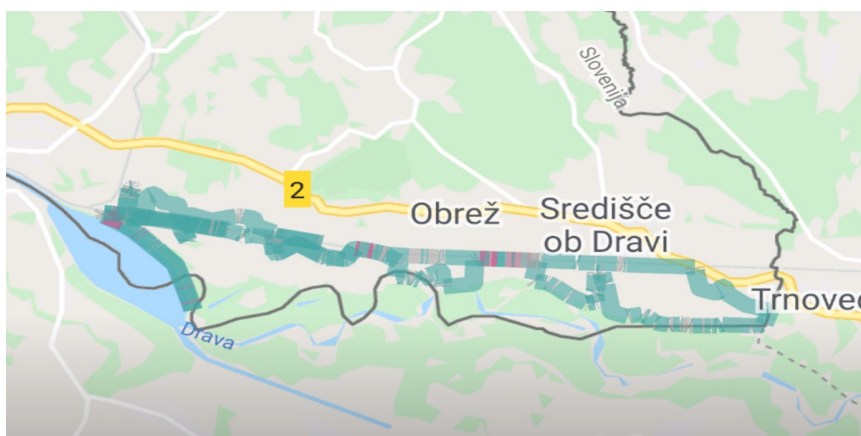 Slovenija
2
Obrež
Središče
ob Dravi
Trnovec
Drava